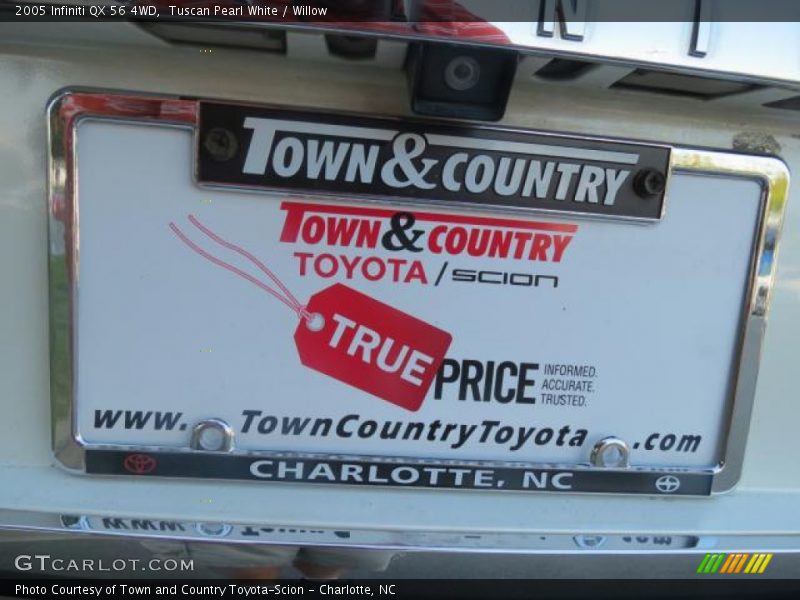 2005 Infiniti QX 56 4WD, Tuscan Pearl White / Willow
TOWN & COUNTRY
TOWN & COUNTRY
TOYOTA / SCION
TRUE PRICE
INFORMED.
ACCURATE.
TRUSTED.
www.TownCountryToyota.com
CHARLOTTE, NC
GTCARLOT.COM
Photo Courtesy of Town and Country Toyota-Scion - Charlotte, NC